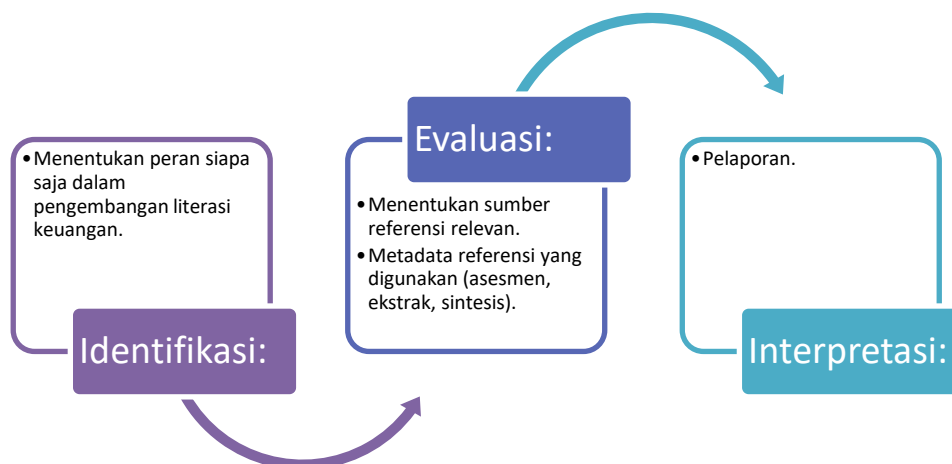 •Menentukan peran siapa
saja dalam
pengembangan literasi
keuangan.
Identifikasi:
Evaluasi:
•Menentukan sumber
referensi relevan.
•Metadata referensi yang
digunakan (asesmen,
ekstrak, sintesis).
•Pelaporan.
Interpretasi: